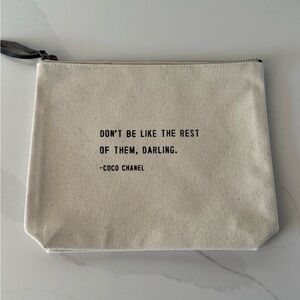 DON'T BE LIKE THE REST
OF THEM, DARLING.
-COCO CHANEL